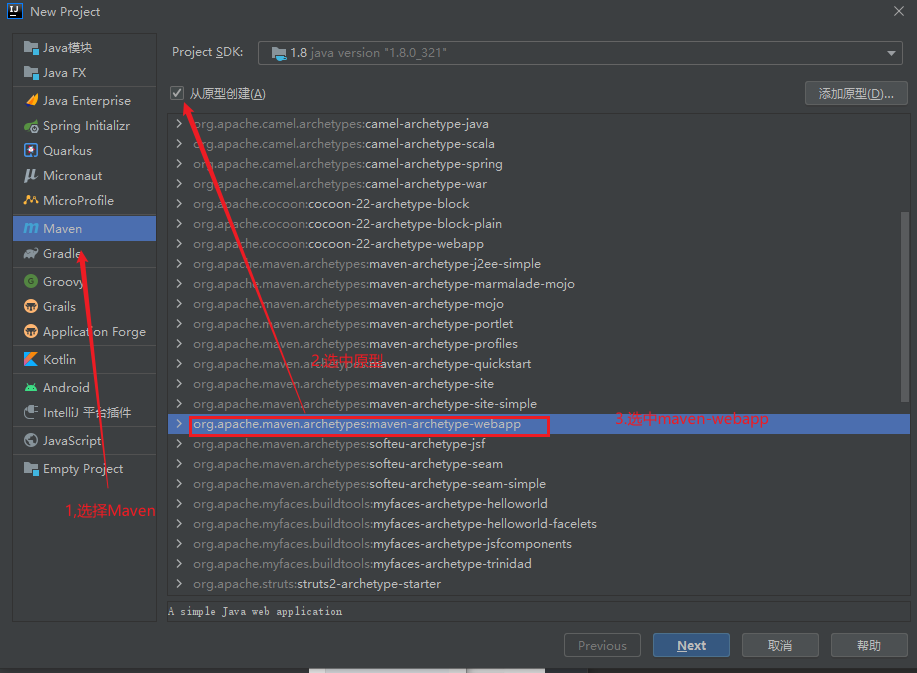 New Project
Java模块
Java FX
Java Enterprise
Spring Initializr
Quarkus
Micronaut
MicroProfile
Maven
Gradle
Groovy
Grails
Application Forge
Kotlin
Android
IntelliJ 平台插件
JavaScript
Empty Project
1,选择Maven
Project SDK: 1.8 java version "1.8.0_321"
从原型创建(A) 添加原型(D)...
org.apache.camel.archetypes:camel-archetype-java
org.apache.camel.archetypes:camel-archetype-scala
org.apache.camel.archetypes:camel-archetype-spring
org.apache.camel.archetypes:camel-archetype-war
org.apache.cocoon:cocoon-22-archetype-block
org.apache.cocoon:cocoon-22-archetype-block-plain
org.apache.cocoon:cocoon-22-archetype-webapp
org.apache.maven.archetypes:maven-archetype-j2ee-simple
org.apache.maven.archetypes:maven-archetype-marmalade-mojo
org.apache.maven.archetypes:maven-archetype-mojo
org.apache.maven.archetypes:maven-archetype-portlet
org.apache.maven.archetypes:maven-archetype-profiles
2.选中原型
org.apache.maven.archetypes:maven-archetype-quickstart
org.apache.maven.archetypes:maven-archetype-site
org.apache.maven.archetypes:maven-archetype-site-simple
org.apache.maven.archetypes:maven-archetype-webapp
3.选中maven-webapp
org.apache.maven.archetypes:softeu-archetype-jsf
org.apache.maven.archetypes:softeu-archetype-seam
org.apache.maven.archetypes:softeu-archetype-seam-simple
org.apache.myfaces.buildtools:myfaces-archetype-helloworld
org.apache.myfaces.buildtools:myfaces-archetype-helloworld-facelets
org.apache.myfaces.buildtools:myfaces-archetype-jsfcomponents
org.apache.myfaces.buildtools:myfaces-archetype-trinidad
org.apache.struts:struts2-archetype-starter
A simple Java web application
Previous Next 取消 帮助